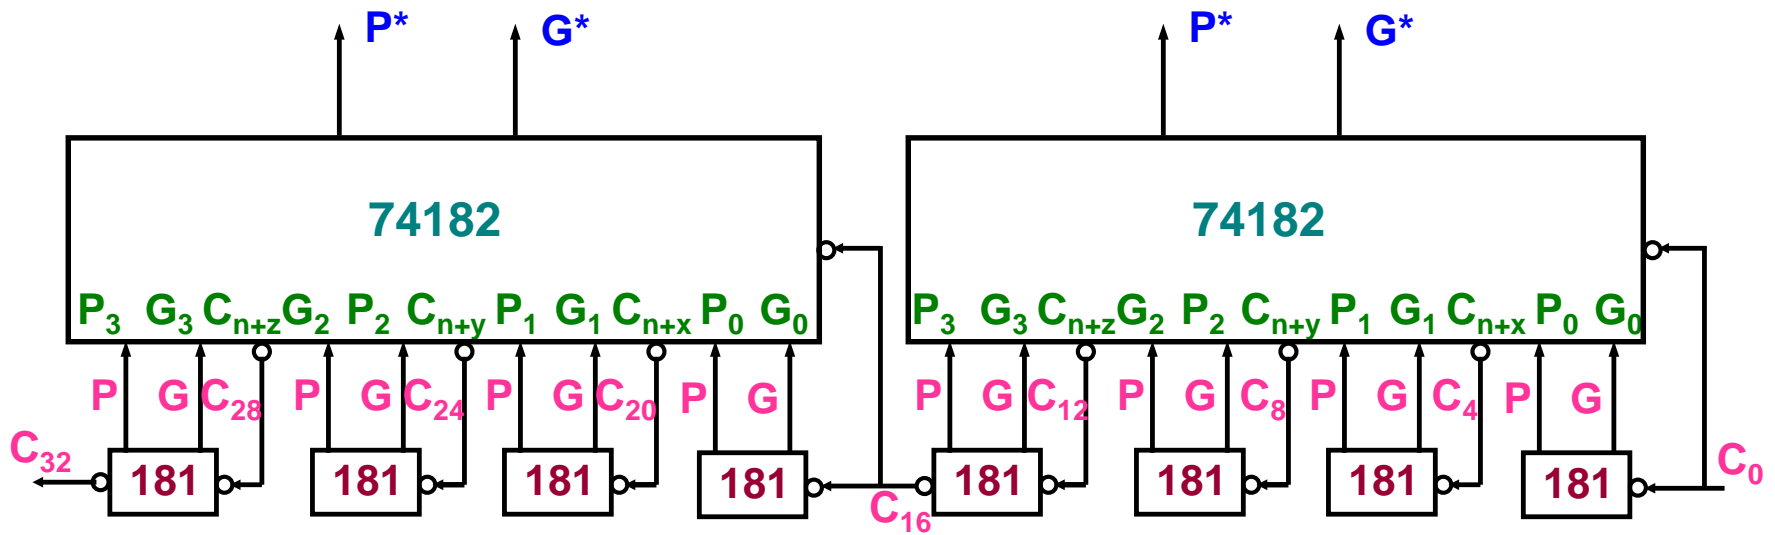 P* G* P* G*
74182 74182
P3 G3 Cn+z G2 P2 Cn+y P1 G1 Cn+x P0 G0 P3 G3 Cn+z G2 P2 Cn+y P1 G1 Cn+x P0 G0
P G C28 P G C24 P G C20 P G P G C12 P G C8 P G C4 P G
C32 181 181 181 181 C16 181 181 181 181 C0